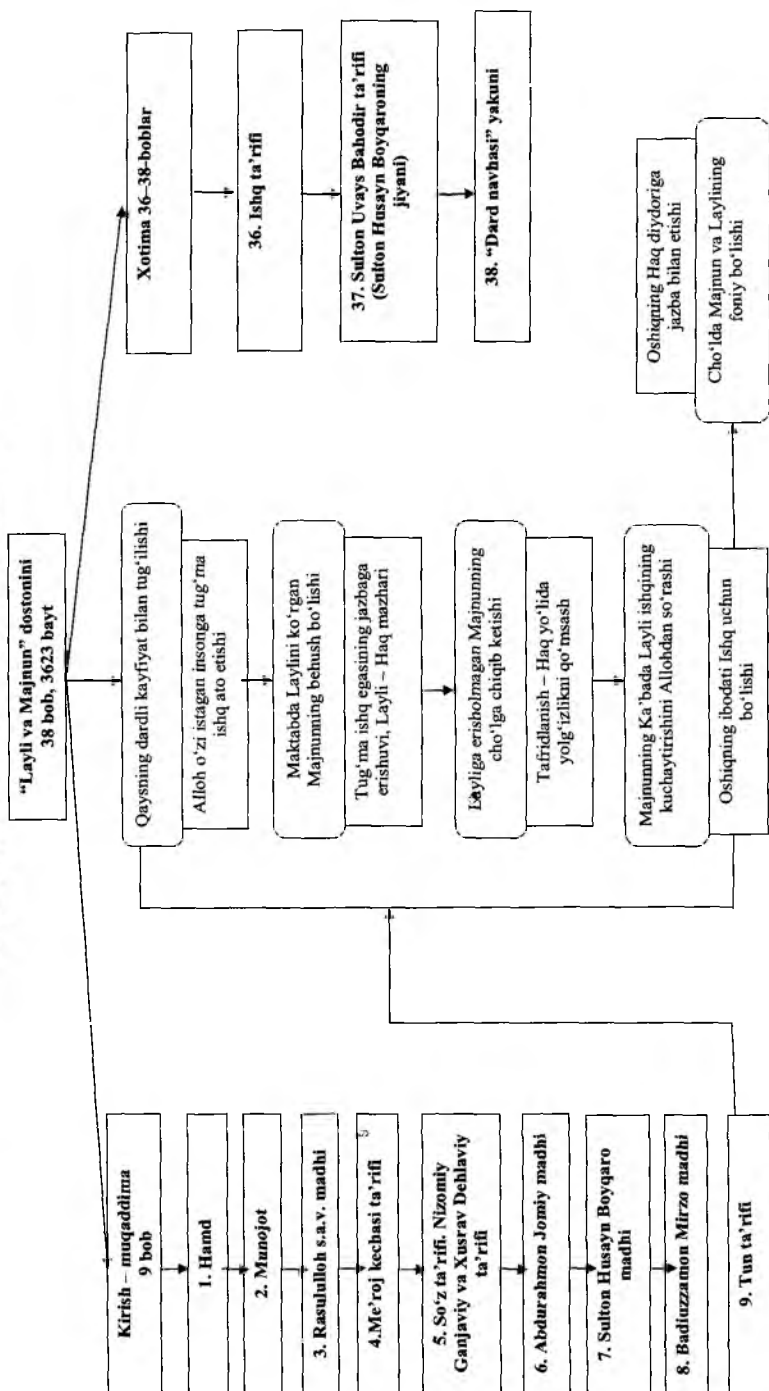 “Layli va Majnun” dostonini
38 bob, 3623 bayt
Kirish – muqaddima
9 bob
1. Hamd
2. Munojot
3. Rasululloh s.a.v. madhi
4.Me’roj kechasi ta’rifi
5. So‘z ta’rifi. Nizomiy
Ganjaviy va Xusrav Dehlaviy
ta’rifi
6. Abdurahmon Jomiy madhi
7. Sulton Husayn Boyqaro
madhi
8. Badiuzzamon Mirzo madhi
9. Tun ta’rifi
Qaysning dardli kayfiyat bilan tug‘ilishi
Alloh o‘zi istagan insonga tug‘ma
ishq ato etishi
Maktabda Laylini ko‘rgan
Majnunning behush bo‘lishi
Tug‘ma ishq egasining jazbaga
erishuvi, Layli – Haq mazhari
Layliga erisholmagan Majnunning
cho‘lga chiqib ketishi
Tafridlanish – Haq yo‘lida
yolg‘izlikni qo‘msash
Majnunning Ka’bada Layli ishqining
kuchaytirishini Allohdan so‘rashi
Oshiqning ibodati Ishq uchun
bo‘lishi
Oshiqning Haq diydoriga
jazba bilan etishi
Cho‘lda Majnun va Laylining
foniy bo‘lishi
Xotima 36–38-boblar
36. Ishq ta’rifi
37. Sulton Uvays Bahodir ta’rifi
(Sulton Husayn Boyqaroning
jiyani)
38. “Dard navhasi” yakuni